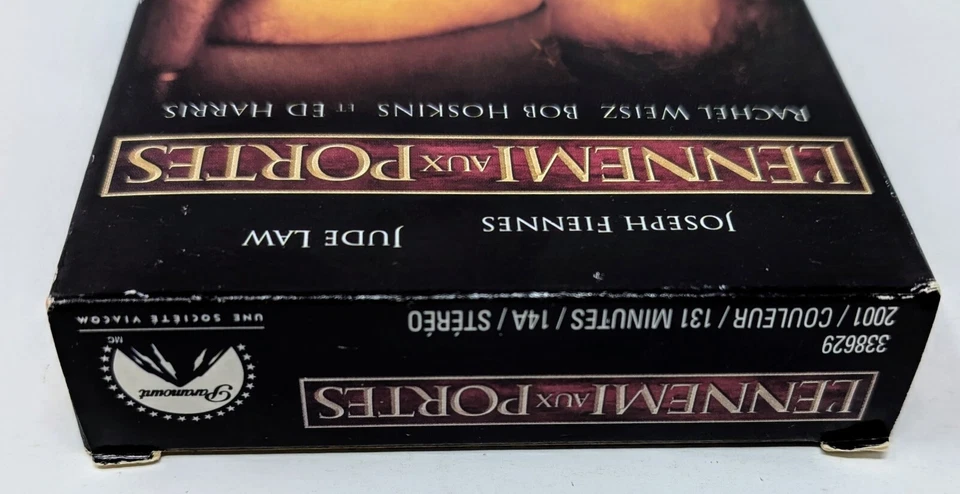 L'ENNEMI AUX PORTES
Paramount
MC
338629
2001 / COULEUR / 131 MINUTES / 14A / STÉRÉO
UNE SOCIÉTÉ VIACOM
JOSEPH FIENNES JUDE LAW
L'ENNEMI AUX PORTES
RACHEL WEISZ BOB HOSKINS ET ED HARRIS